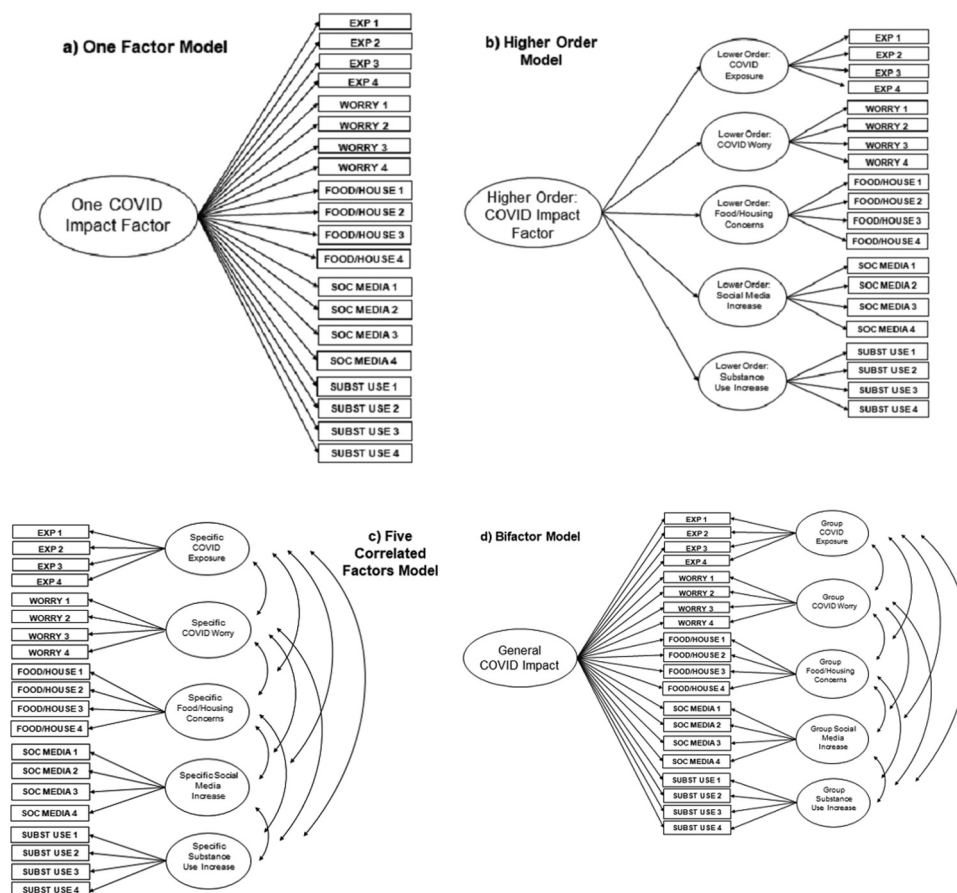 a) One Factor Model
One COVID
Impact Factor
EXP 1
EXP 2
EXP 3
EXP 4
WORRY 1
WORRY 2
WORRY 3
WORRY 4
FOOD/HOUSE 1
FOOD/HOUSE 2
FOOD/HOUSE 3
FOOD/HOUSE 4
SOC MEDIA 1
SOC MEDIA 2
SOC MEDIA 3
SOC MEDIA 4
SUBST USE 1
SUBST USE 2
SUBST USE 3
SUBST USE 4
b) Higher Order
Model
Higher Order:
COVID Impact
Factor
Lower Order:
COVID
Exposure
Lower Order:
COVID Worry
Lower Order:
Food/Housing
Concerns
Lower Order:
Social Media
Increase
Lower Order:
Substance
Use Increase
EXP 1
EXP 2
EXP 3
EXP 4
WORRY 1
WORRY 2
WORRY 3
WORRY 4
FOOD/HOUSE 1
FOOD/HOUSE 2
FOOD/HOUSE 3
FOOD/HOUSE 4
SOC MEDIA 1
SOC MEDIA 2
SOC MEDIA 3
SOC MEDIA 4
SUBST USE 1
SUBST USE 2
SUBST USE 3
SUBST USE 4
c) Five
Correlated
Factors Model
EXP 1
EXP 2
EXP 3
EXP 4
WORRY 1
WORRY 2
WORRY 3
WORRY 4
FOOD/HOUSE 1
FOOD/HOUSE 2
FOOD/HOUSE 3
FOOD/HOUSE 4
SOC MEDIA 1
SOC MEDIA 2
SOC MEDIA 3
SOC MEDIA 4
SUBST USE 1
SUBST USE 2
SUBST USE 3
SUBST USE 4
Specific
COVID
Exposure
Specific
COVID Worry
Specific
Food/Housing
Concerns
Specific Social
Media
Increase
Specific
Substance
Use Increase
d) Bifactor Model
General
COVID Impact
EXP 1
EXP 2
EXP 3
EXP 4
WORRY 1
WORRY 2
WORRY 3
WORRY 4
FOOD/HOUSE 1
FOOD/HOUSE 2
FOOD/HOUSE 3
FOOD/HOUSE 4
SOC MEDIA 1
SOC MEDIA 2
SOC MEDIA 3
SOC MEDIA 4
SUBST USE 1
SUBST USE 2
SUBST USE 3
SUBST USE 4
Group
COVID
Exposure
Group
COVID Worry
Group
Food/Housing
Concerns
Group Social
Media
Increase
Group
Substance
Use Increase